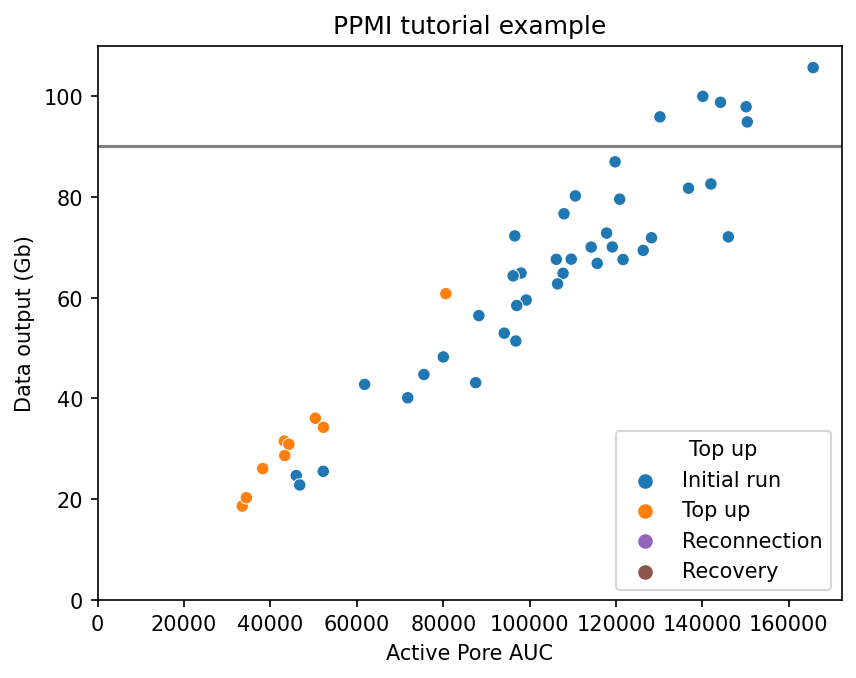 PPMI tutorial example
Data output (Gb)
100
80
60
40
20
0
0 20000 40000 60000 80000 100000 120000 140000 160000
Active Pore AUC
Top up
Initial run
Top up
Reconnection
Recovery